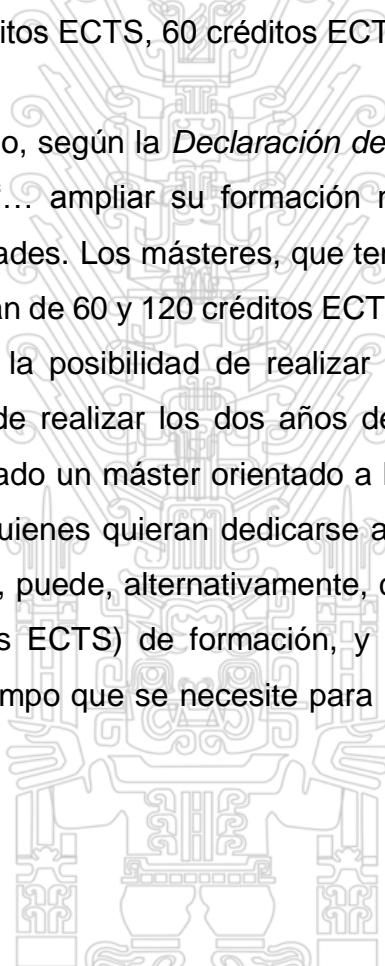 itos ECTS, 60 créditos ECT
o, según la Declaración de
"… ampliar su formación
ades. Los másteres, que te
an de 60 y 120 créditos ECT
la posibilidad de realizar
de realizar los dos años de
ado un máster orientado a
quienes quieran dedicarse a
, puede, alternativamente,
s ECTS) de formación, y
mpo que se necesite para